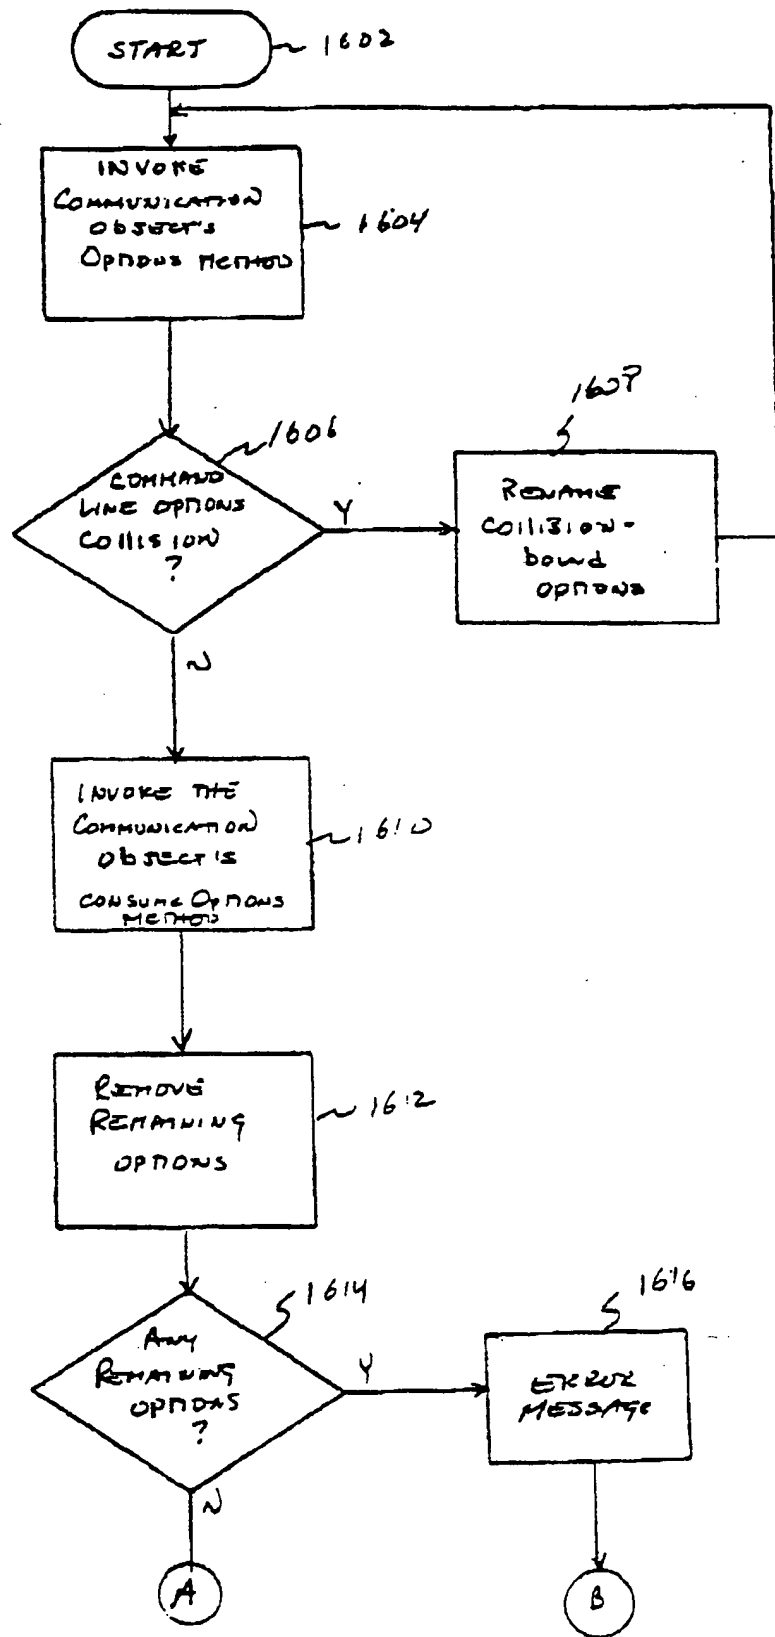 START
1602
INVOKE
COMMUNICATION
OBJECT'S
OPTIONS METHOD
1604
COMMAND
LINE OPTIONS
COLLISION
?
1606
Y
N
RENAME
COLLISION-
bound
OPTIONS
INVOKE THE
COMMUNICATION
OBJECT'S
CONSUME OPTIONS
METHOD
1610
REMOVE
REMAINING
OPTIONS
1612
ANY
REMAINING
OPTIONS
?
1614
Y
N
ERROR
MESSAGE
1616
A
B